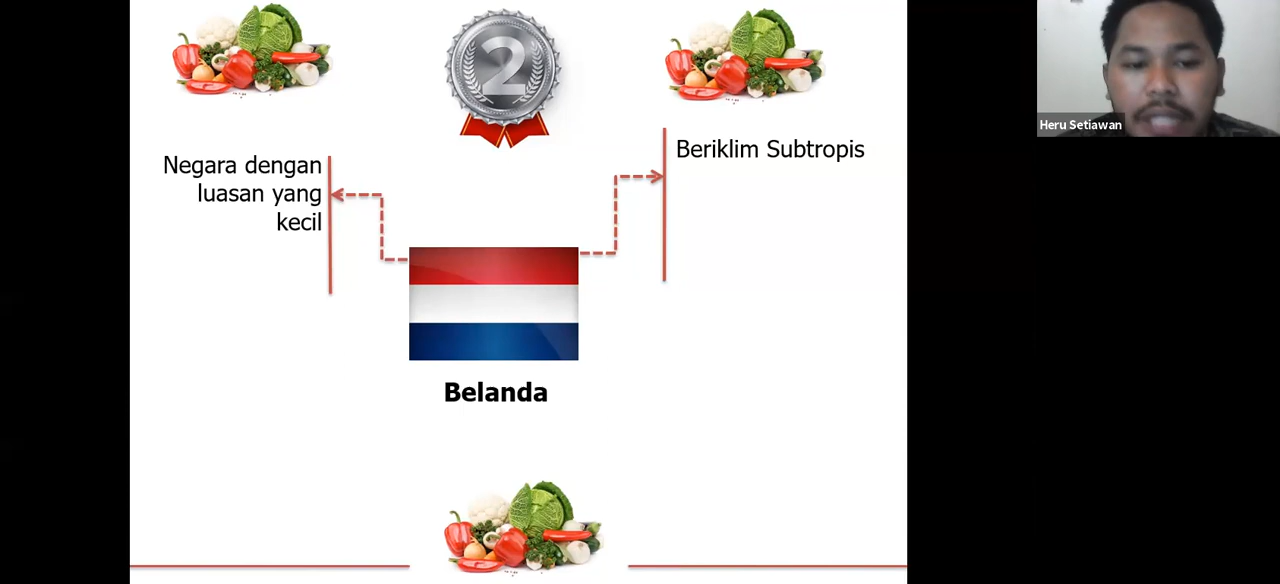 2
Negara dengan
luasan yang
kecil
Beriklim Subtropis
Belanda
Heru Setiawan